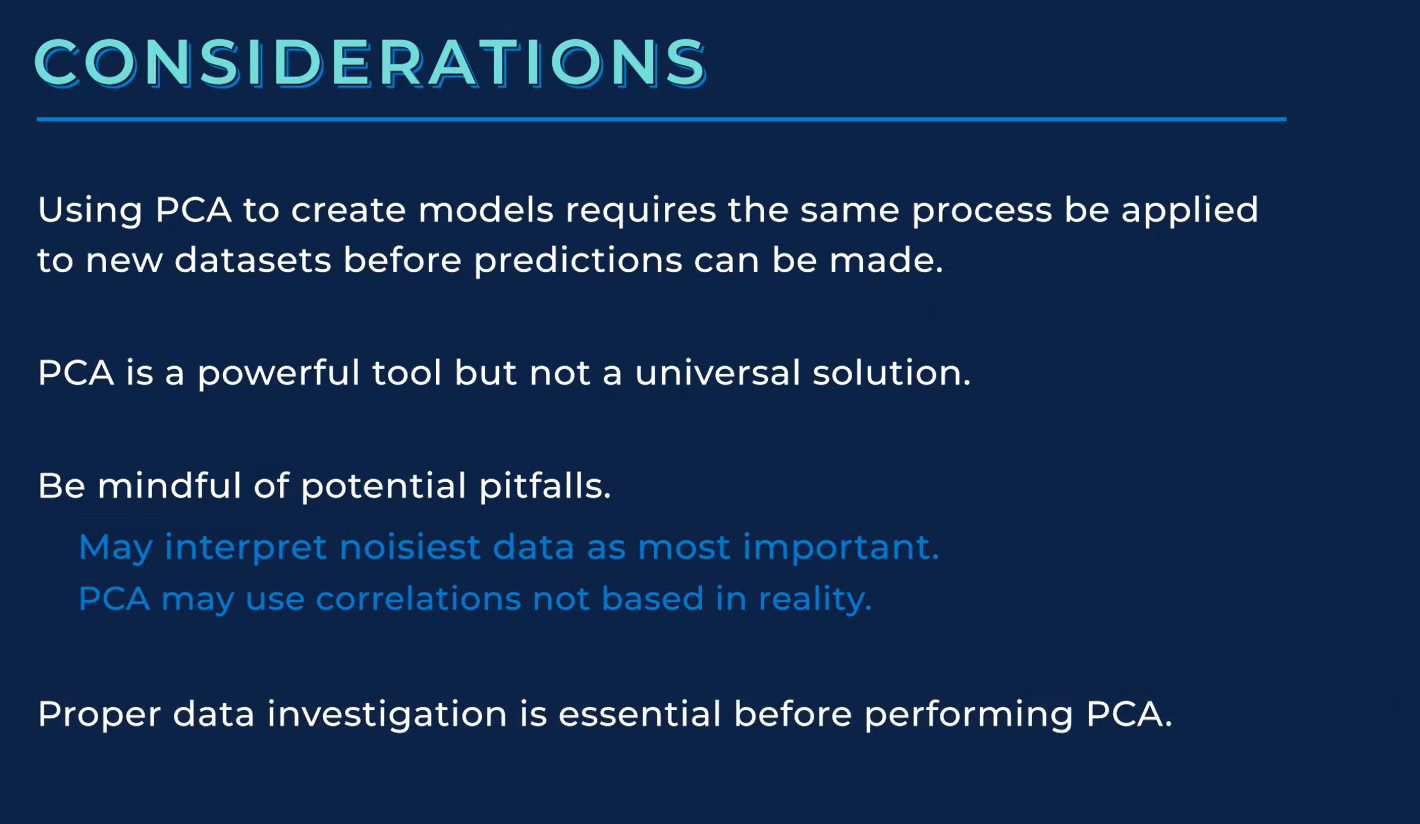 CONSIDERATIONS
Using PCA to create models requires the same process be applied
to new datasets before predictions can be made.
PCA is a powerful tool but not a universal solution.
Be mindful of potential pitfalls.
May interpret noisiest data as most important.
PCA may use correlations not based in reality.
Proper data investigation is essential before performing PCA.